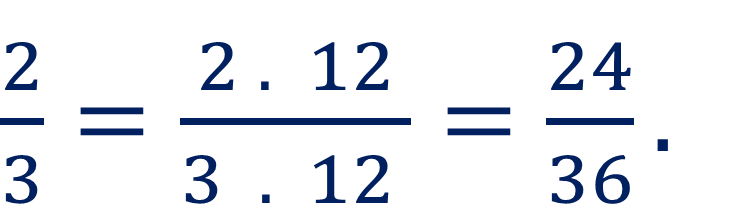 2/3 = 2 . 12/3 . 12 = 24/36 .